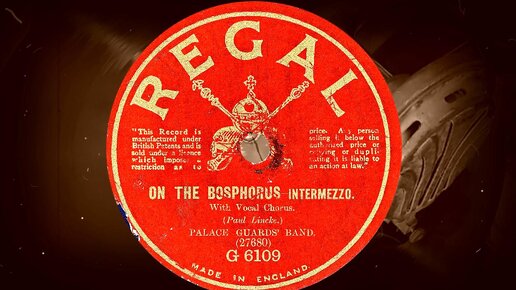 REGAL
"This Record is
manufactured under
British Patents and is
sold under a licence
which imposes
restriction as to
price. Any person
selling it below the
authorised price or
copying or dupli-
cating it is liable to
an action at law."
ON THE BOSPHORUS-INTERMEZZO.
With Vocal Chorus.
(Paul Lincke.)
PALACE GUARDS' BAND.
(27680)
G 6109
MADE IN ENGLAND.